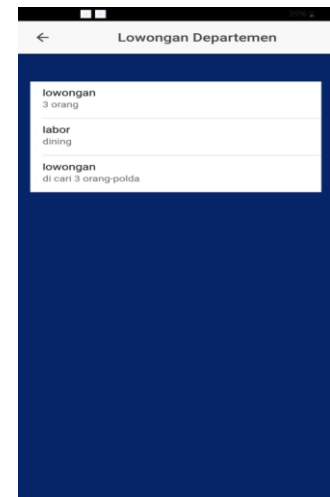 Lowongan Departemen
lowongan
3 orang
labor
dining
lowongan
di cari 3 orang-polda